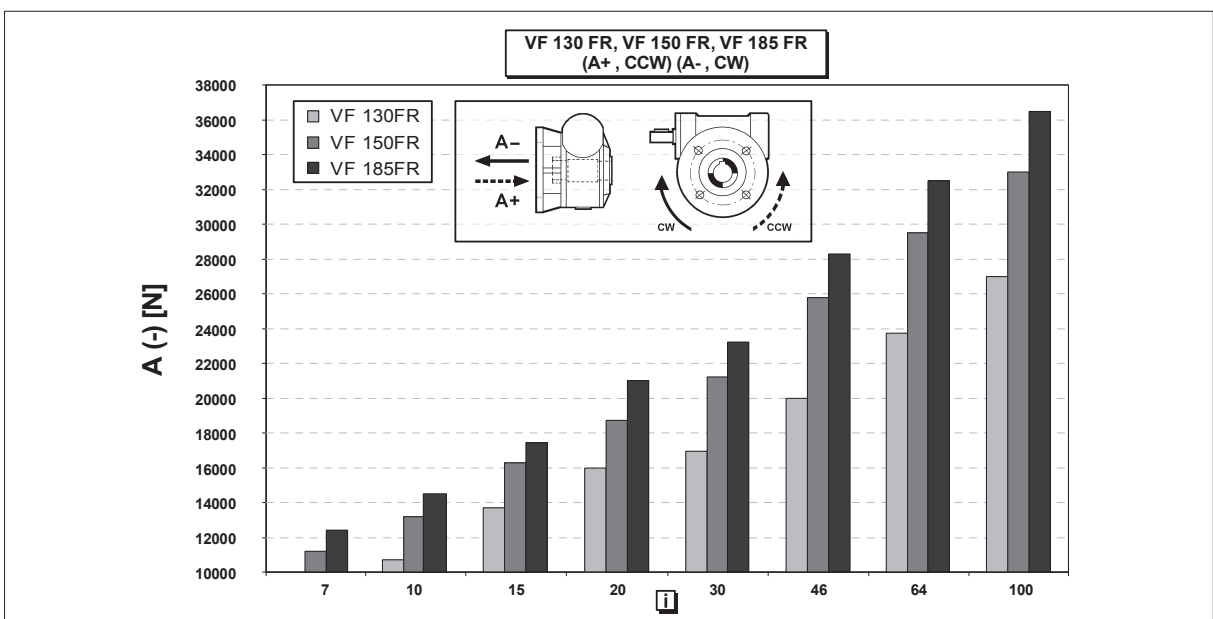 VF 130 FR, VF 150 FR, VF 185 FR
(A+ , CCW) (A- , CW)
38000
36000
34000
32000
30000
28000
26000
24000
22000
20000
18000
16000
14000
12000
10000
A (-) [N]
VF 130FR
VF 150FR
VF 185FR
A-
A+
CW
CCW
7
10
15
20
30
46
64
100
i